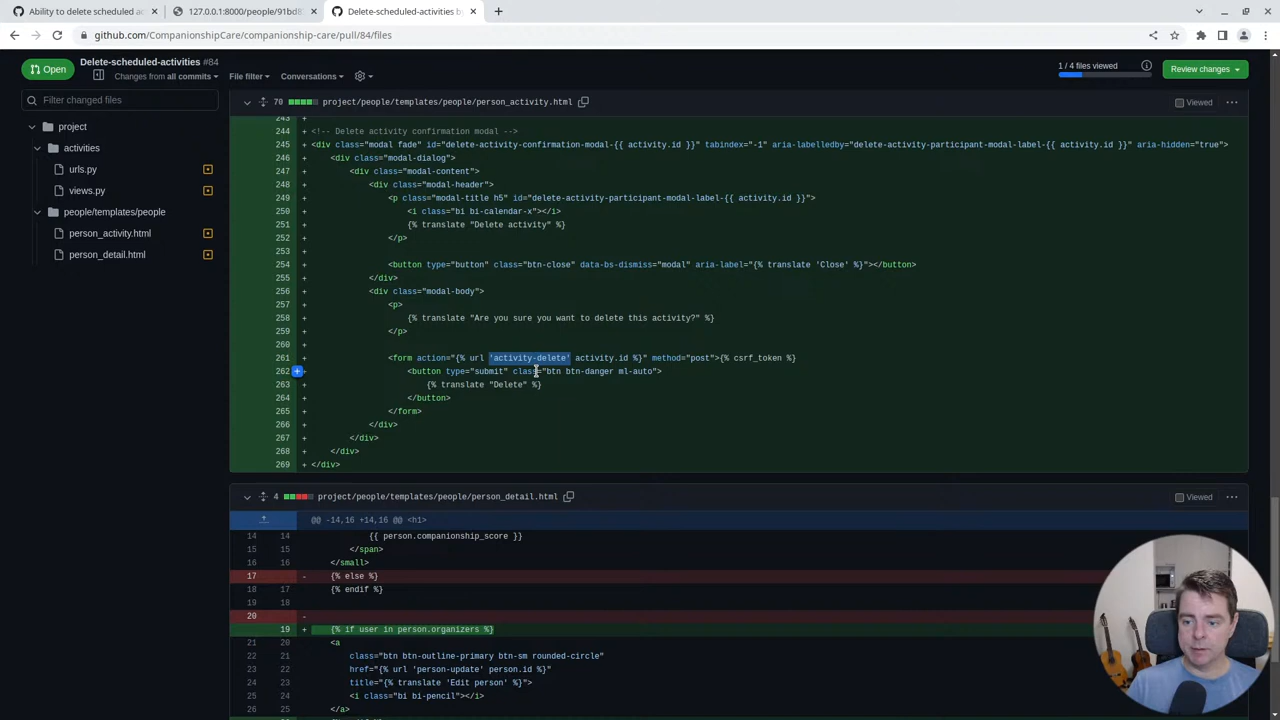 Ability to delete scheduled a
127.0.0.1:8000/people/91bd8
Delete-scheduled-activities b
github.com/CompanionshipCare/companionship-care/pull/84/files
Open
Delete-scheduled-activities #84
Changes from all commits
File filter
Conversations
1 / 4 files viewed
Review changes
Filter changed files
project
activities
urls.py
views.py
people/templates/people
person_activity.html
person_detail.html
70 project/people/templates/people/person_activity.html
Viewed
243 +
244 + <!-- Delete activity confirmation modal -->
245 + <div class="modal fade" id="delete-activity-confirmation-modal-{{ activity.id }}" tabindex="-1" aria-labelledby="delete-activity-participant-modal-label-{{ activity.id }}" aria-hidden="true">
246 + <div class="modal-dialog">
247 + <div class="modal-content">
248 + <div class="modal-header">
249 + <p class="modal-title h5" id="delete-activity-participant-modal-label-{{ activity.id }}">
250 + <i class="bi bi-calendar-x"></i>
251 + {% translate "Delete activity" %}
252 + </p>
253 +
254 + <button type="button" class="btn-close" data-bs-dismiss="modal" aria-label="{% translate 'Close' %}"></button>
255 + </div>
256 + <div class="modal-body">
257 + <p>
258 + {% translate "Are you sure you want to delete this activity?" %}
259 + </p>
260 +
261 + <form action="{% url 'activity-delete' activity.id %}" method="post">{% csrf_token %}
262 + <button type="submit" class="btn btn-danger ml-auto">
263 + {% translate "Delete" %}
264 + </button>
265 + </form>
266 + </div>
267 + </div>
268 + </div>
269 + </div>
4 project/people/templates/people/person_detail.html
Viewed
@@ -14,16 +14,16 @@ <h1>
14 14 {{ person.companionship_score }}
15 15 </span>
16 16 </small>
17 - {% else %}
18 17 {% endif %}
19 18
20 -
19 + {% if user in person.organizers %}
21 20 <a
22 21 class="btn btn-outline-primary btn-sm rounded-circle"
23 22 href="{% url 'person-update' person.id %}"
24 23 title="{% translate 'Edit person' %}">
25 24 <i class="bi bi-pencil"></i>
26 25 </a>